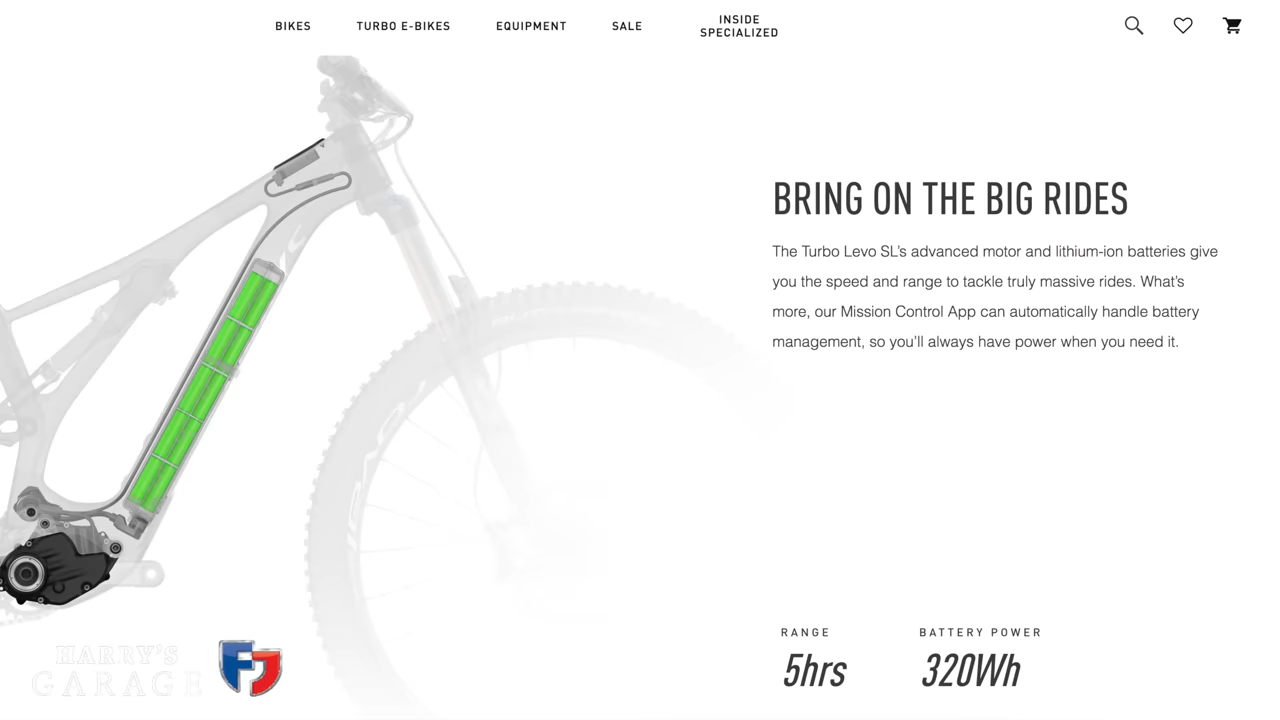 BIKES
TURBO E-BIKES
EQUIPMENT
SALE
INSIDE
SPECIALIZED
BRING ON THE BIG RIDES
The Turbo Levo SL's advanced motor and lithium-ion batteries give
you the speed and range to tackle truly massive rides. What's
more, our Mission Control App can automatically handle battery
management, so you'll always have power when you need it.
RANGE
5hrs
BATTERY POWER
320Wh
HARRY'S
GARAGE